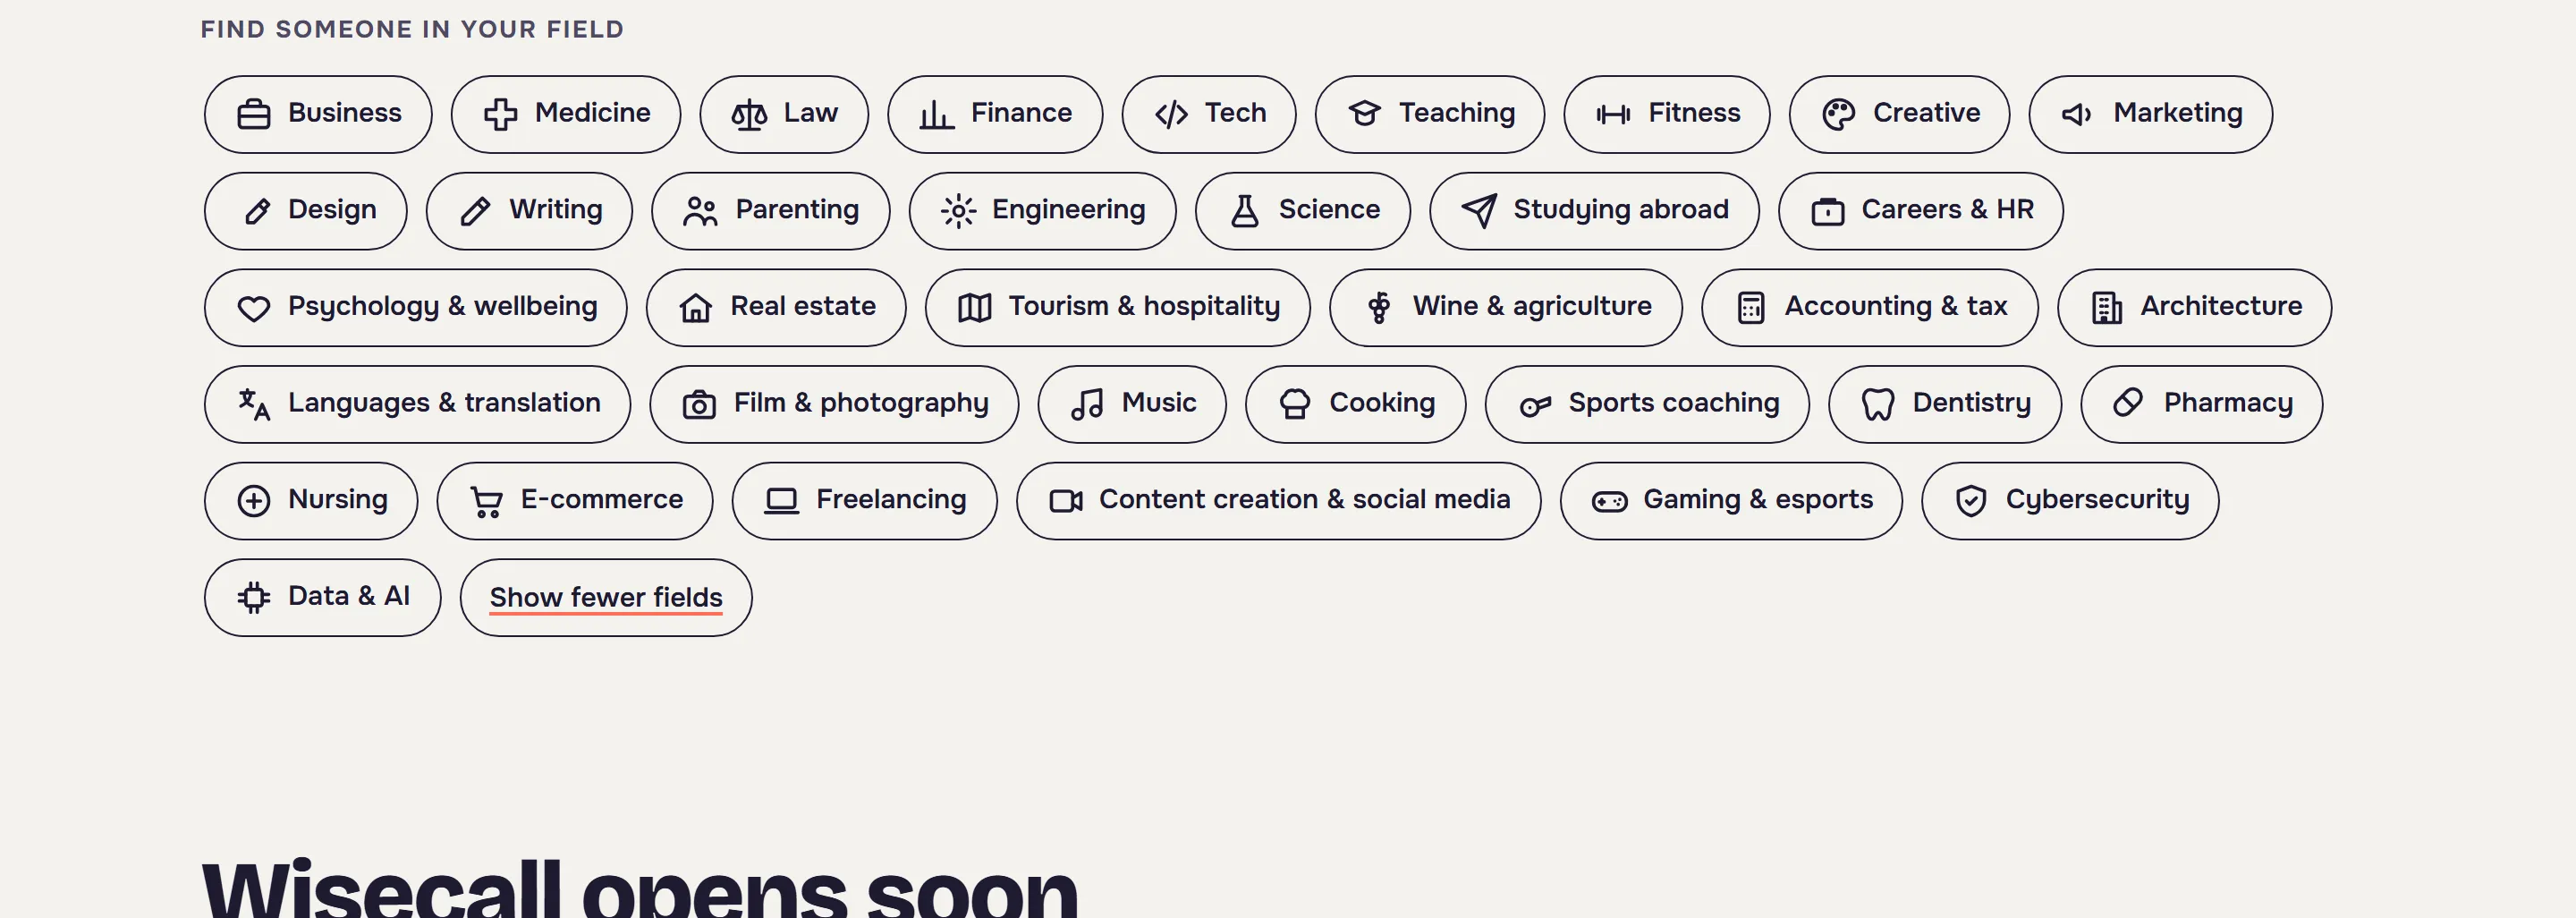 FIND SOMEONE IN YOUR FIELD
Business Medicine Law Finance Tech Teaching Fitness Creative Marketing
Design Writing Parenting Engineering Science Studying abroad Careers & HR
Psychology & wellbeing Real estate Tourism & hospitality Wine & agriculture Accounting & tax Architecture
Languages & translation Film & photography Music Cooking Sports coaching Dentistry Pharmacy
Nursing E-commerce Freelancing Content creation & social media Gaming & esports Cybersecurity
Data & AI Show fewer fields
Wisecall opens soon